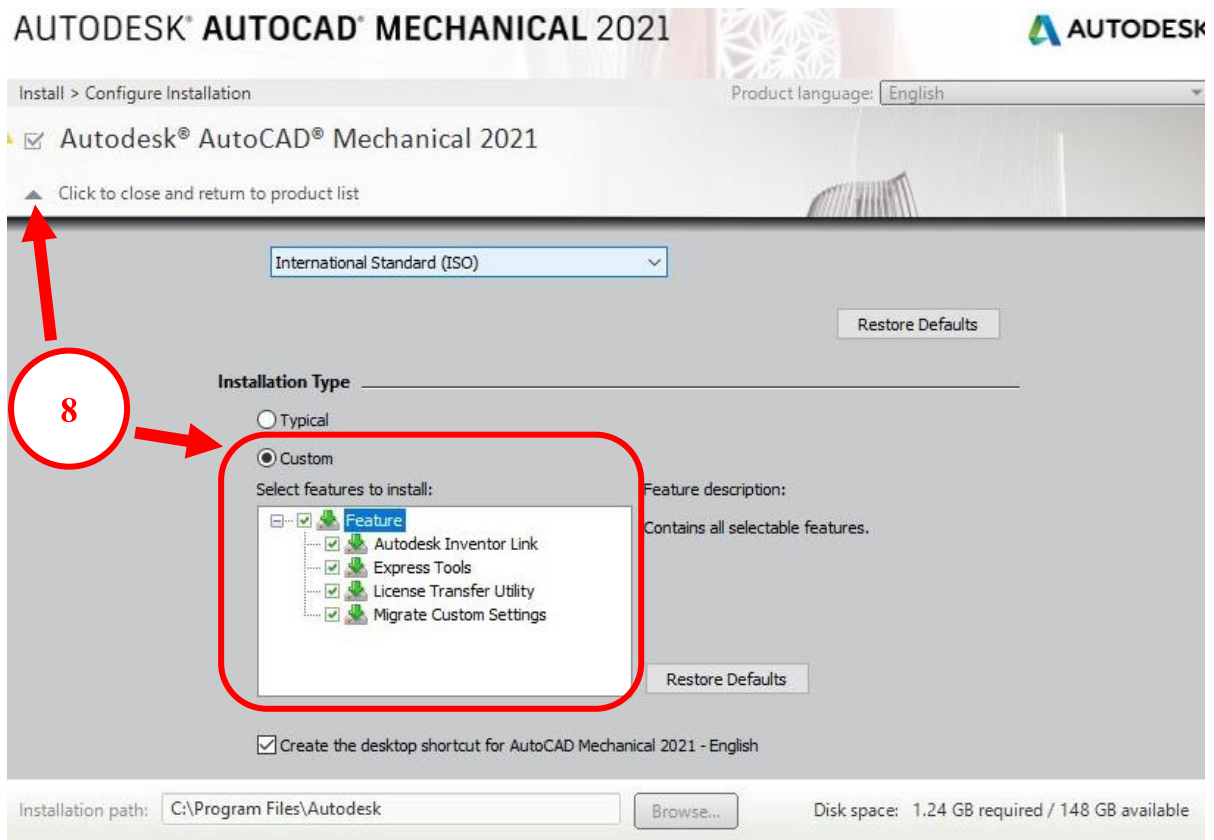 AUTODESK® AUTOCAD® MECHANICAL 2021
AUTODESK
Install > Configure Installation
Product language: English
Autodesk® AutoCAD® Mechanical 2021
Click to close and return to product list
International Standard (ISO)
Restore Defaults
Installation Type
8
Typical
Custom
Select features to install:
Feature description:
Feature
Contains all selectable features.
Autodesk Inventor Link
Express Tools
License Transfer Utility
Migrate Custom Settings
Restore Defaults
Create the desktop shortcut for AutoCAD Mechanical 2021 - English
Installation path: C:\Program Files\Autodesk Browse... Disk space: 1.24 GB required / 148 GB available